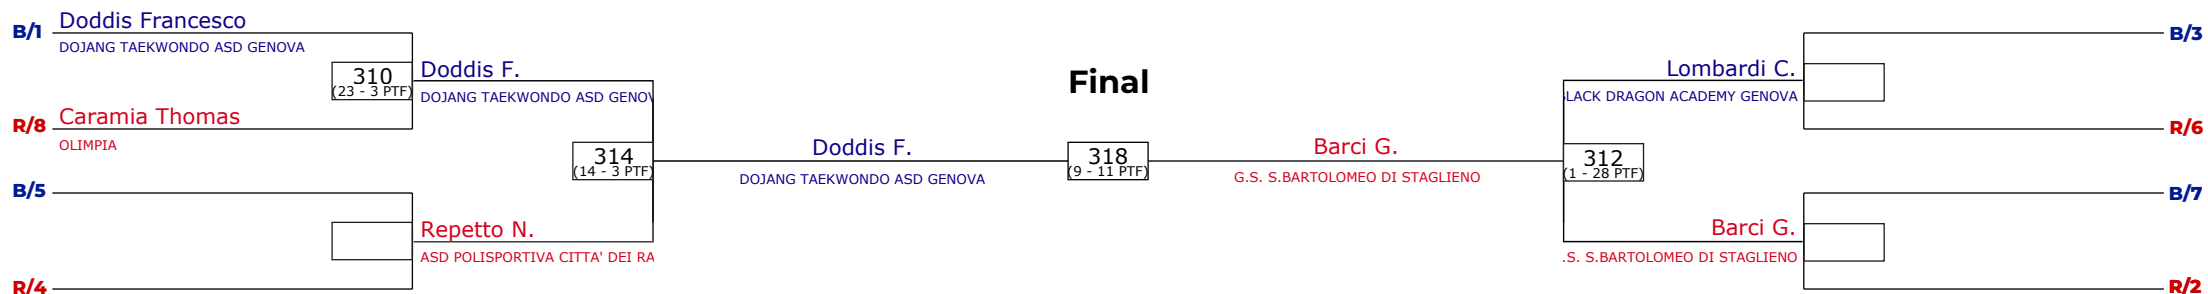 B/1
Doddis Francesco
DOJANG TAEKWONDO ASD GENOVA
310
(23 - 3 PTF)
R/8
Caramia Thomas
OLIMPIA
Doddis F.
DOJANG TAEKWONDO ASD GENOV
314
(14 - 3 PTF)
B/5
R/4
Repetto N.
ASD POLISPORTIVA CITTA' DEI RA
Doddis F.
DOJANG TAEKWONDO ASD GENOVA
Final
318
(9 - 11 PTF)
Barci G.
G.S. S.BARTOLOMEO DI STAGLIENO
312
(1 - 28 PTF)
Lombardi C.
LACK DRAGON ACADEMY GENOVA
B/3
R/6
Barci G.
.S. S.BARTOLOMEO DI STAGLIENO
B/7
R/2